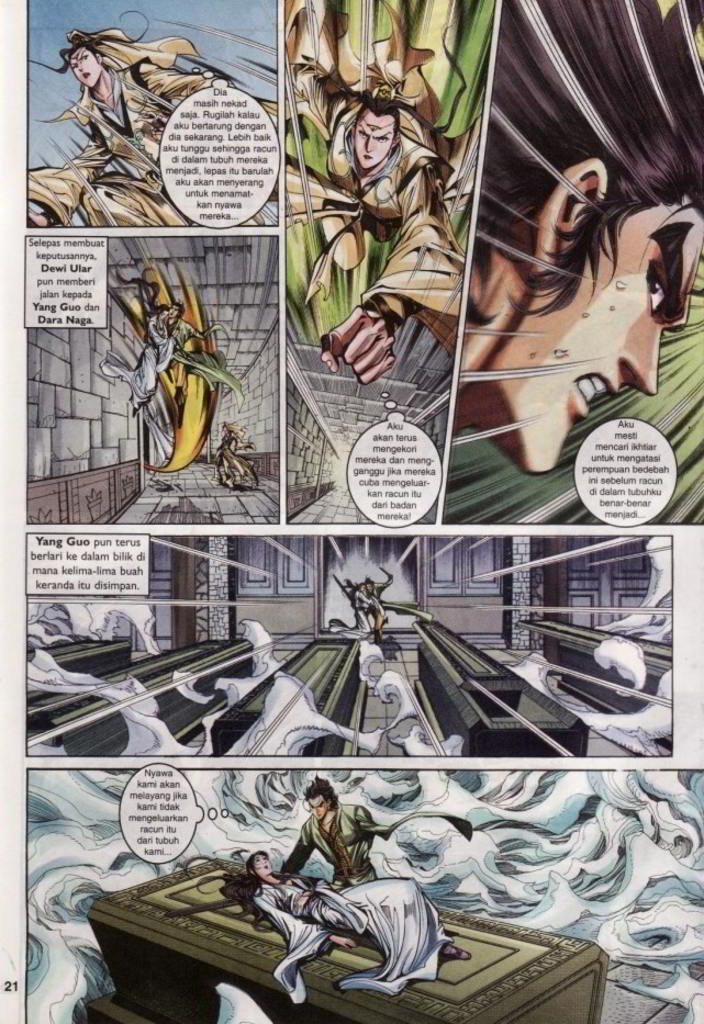 Dia
masih nekad
saja. Rugilah kalau
aku bertarung dengan
dia sekarang. Lebih baik
aku tunggu sehingga racun
di dalam tubuh mereka
menjadi, lepas itu barulah
aku akan menyerang
untuk menamat-
kan nyawa
mereka...
Selepas membuat
keputusannya,
Dewi Ular
pun memberi
jalan kepada
Yang Guo dan
Dara Naga.
Aku
akan terus
mengekori
mereka dan meng-
ganggu jika mereka
cuba mengeluar-
kan racun itu
dari badan
mereka!
Aku
mesti
mencari ikhtiar
untuk mengatasi
perempuan bedebah
ini sebelum racun
di dalam tubuhku
benar-benar
menjadi...
Yang Guo pun terus
berlari ke dalam bilik di
mana kelima-lima buah
keranda itu disimpan.
Nyawa
kami akan
melayang jika
kami tidak
mengeluarkan
racun itu
dari tubuh
kami...
21